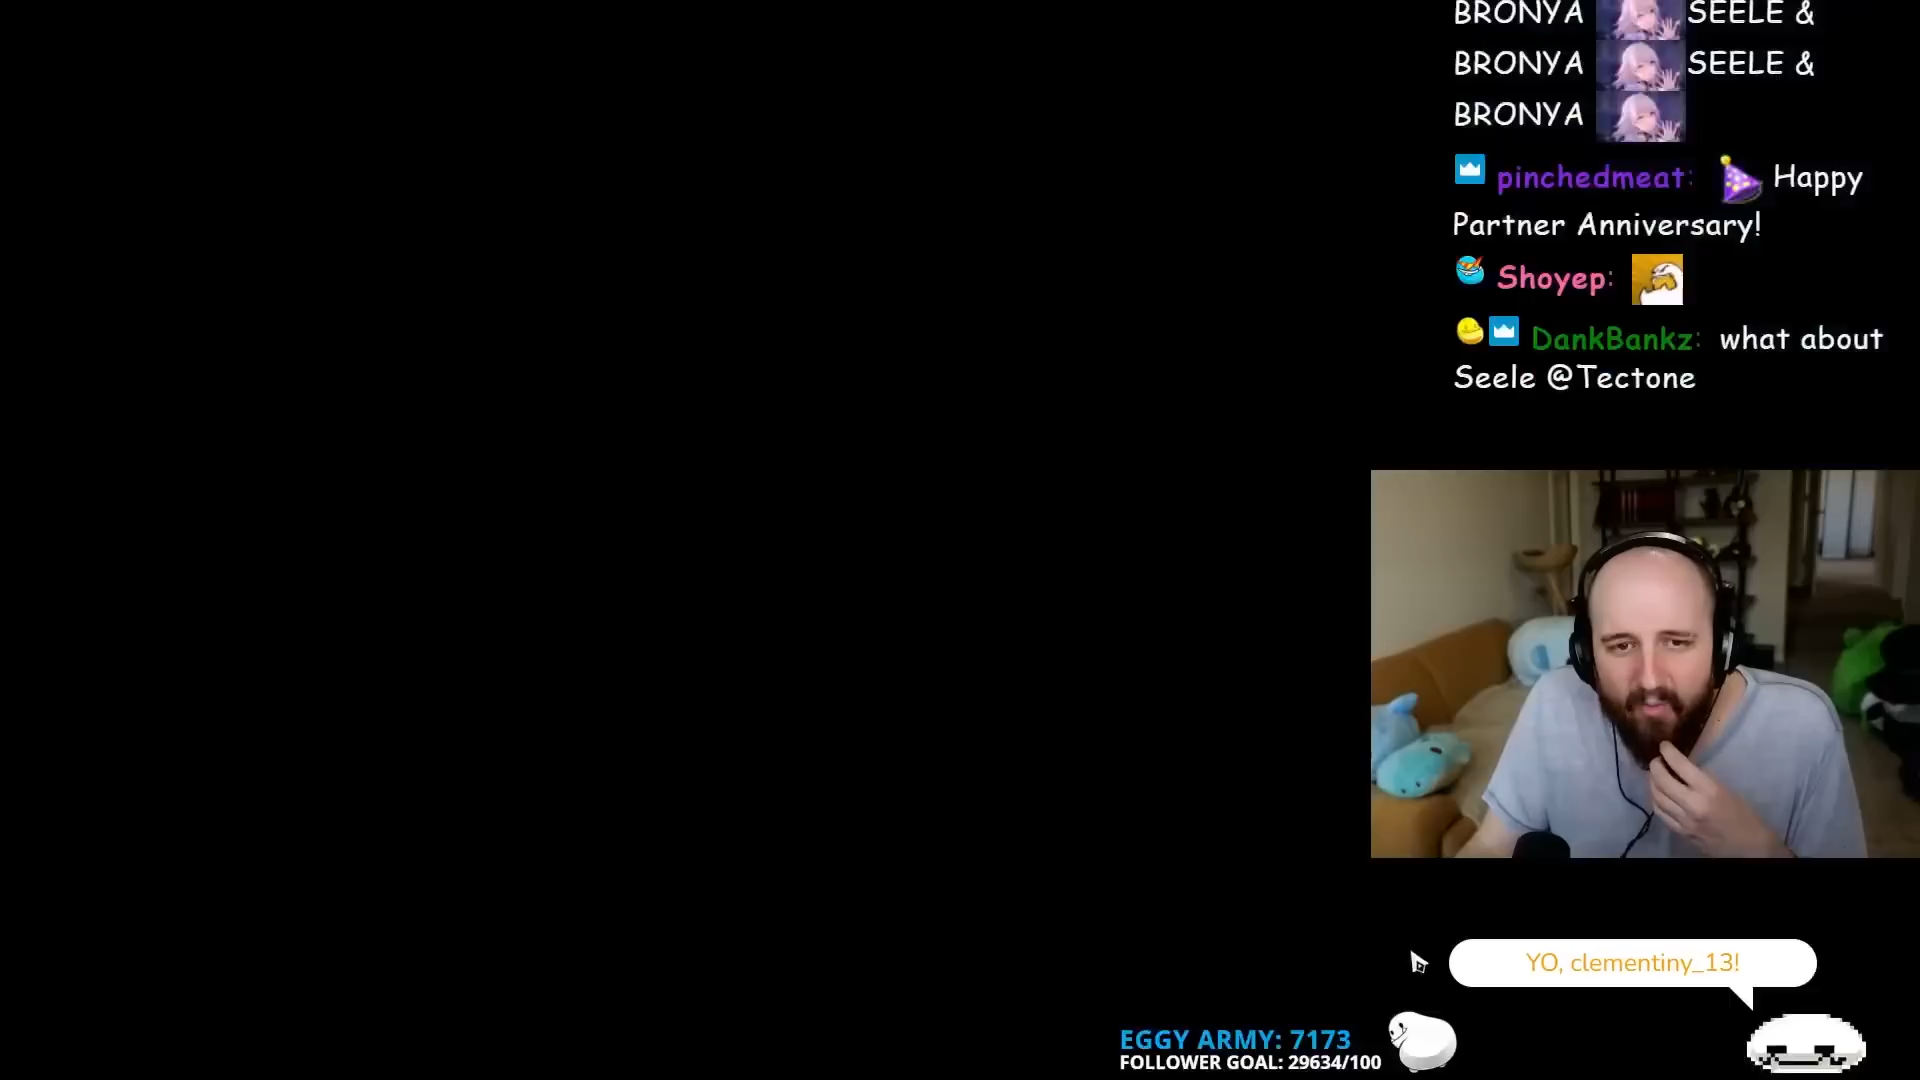 BRONYA SEELE &
BRONYA SEELE &
BRONYA
pinchedmeat: Happy
Partner Anniversary!
Shoyep:
DankBankz: what about
Seele @Tectone
YO, clementiny_13!
EGGY ARMY: 7173
FOLLOWER GOAL: 29634/100